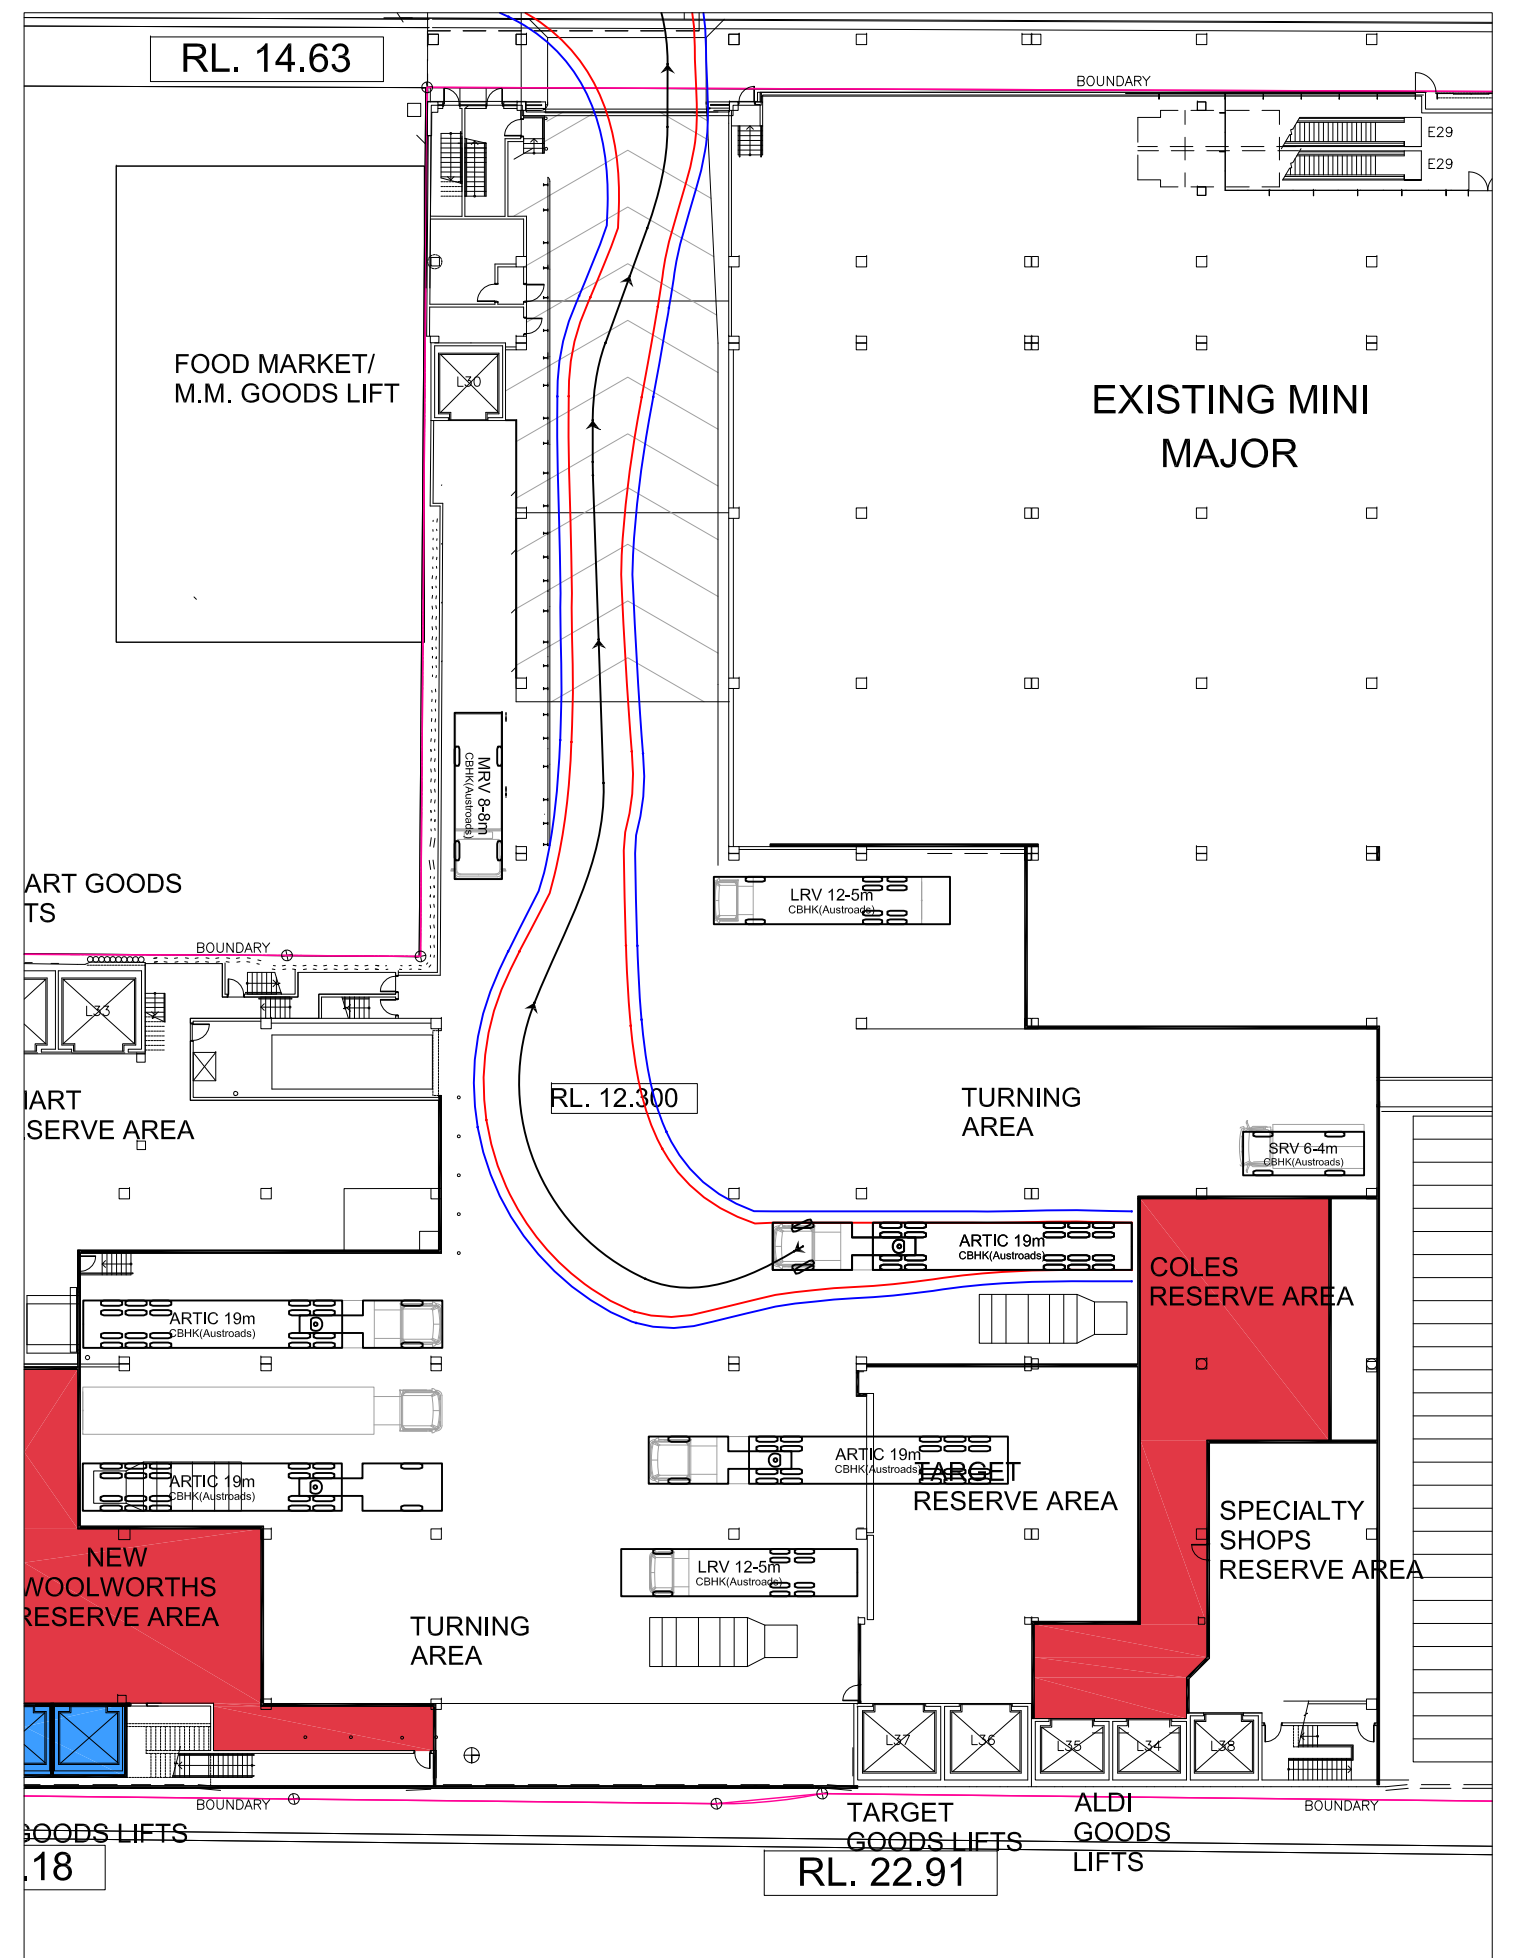 RL. 14.63
BOUNDARY
E29
E29
FOOD MARKET/
M.M. GOODS LIFT
L30
EXISTING MINI
MAJOR
MRV 8-8m
CBHK(Austroads)
ART GOODS
TS
LRV 12-5m
CBHK(Austroads)
BOUNDARY
L33
RL. 12.300
TURNING
AREA
SERVE AREA
SRV 6-4m
CBHK(Austroads)
ARTIC 19m
CBHK(Austroads)
COLES
RESERVE AREA
ARTIC 19m
CBHK(Austroads)
ARTIC 19m
CBHK(Austroads)
ARTIC 19m
CBHK(Austroads)
TARGET
RESERVE AREA
SPECIALTY
SHOPS
RESERVE AREA
NEW
WOOLWORTHS
RESERVE AREA
LRV 12-5m
CBHK(Austroads)
TURNING
AREA
L37
L36
L35
L34
L38
BOUNDARY
BOUNDARY
TARGET
GOODS LIFTS
ALDI
GOODS
LIFTS
GOODS LIFTS
.18
RL. 22.91